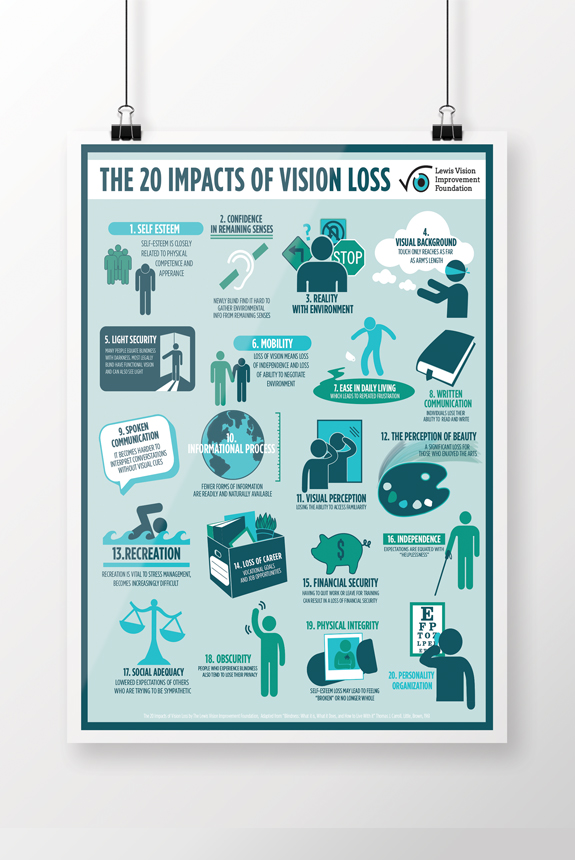 THE 20 IMPACTS OF VISION LOSS
Lewis Vision
Improvement
Foundation
1. SELF ESTEEM
SELF-ESTEEM IS CLOSELY
RELATED TO PHYSICAL
COMPETENCE AND
APPERANCE
2. CONFIDENCE
IN REMAINING SENSES
NEWLY BLIND FIND IT HARD TO
GATHER ENVIRONMENTAL
INFO FROM REMAINING SENSES
?
STOP
3. REALITY
WITH ENVIRONMENT
4.
VISUAL BACKGROUND
TOUCH ONLY REACHES AS FAR
AS ARM'S LENGTH
5. LIGHT SECURITY
MANY PEOPLE EQUATE BLINDNESS
WITH DARKNESS, MOST LEGALLY
BLIND HAVE FUNCTIONAL VISION
AND CAN ALSO SEE LIGHT
6. MOBILITY
LOSS OF VISION MEANS LOSS
OF INDEPENDENCE AND LOSS
OF ABILITY TO NEGOTIATE
ENVIRONMENT
7. EASE IN DAILY LIVING
WHICH LEADS TO REPEATED FRUSTRATION
8. WRITTEN
COMMUNICATION
INDIVIDUALS LOSE THEIR
ABILITY TO READ AND WRITE
9. SPOKEN
COMMUNICATION
IT BECOMES HARDER TO
INTERPRET CONVERSTATIONS
WITHOUT VISUAL CUES
10.
INFORMATIONAL PROCESS
FEWER FORMS OF INFORMATION
ARE READILY AND NATURALLY AVAILABLE
11. VISUAL PERCEPTION
LOSING THE ABILITY TO ACCESS FAMILIARITY
12. THE PERCEPTION OF BEAUTY
A SIGNIFICANT LOSS FOR
THOSE WHO ENJOYED THE ARTS
13.RECREATION
RECREATION IS VITAL TO STRESS MANAGEMENT,
BECOMES INCREASINGLY DIFFICULT
14. LOSS OF CAREER
VOCATIONAL GOALS
AND JOB OPPORTUNITIES
$
15. FINANCIAL SECURITY
HAVING TO QUIT WORK OR LEAVE FOR TRAINING
CAN RESULT IN A LOSS OF FINANCIAL SECURITY
16. INDEPENDENCE
EXPECTATIONS ARE EQUATED WITH
"HELPLESSNESS"
17. SOCIAL ADEQUACY
LOWERED EXPECTATIONS OF OTHERS
WHO ARE TRYING TO BE SYMPATHETIC
18. OBSCURITY
PEOPLE WHO EXPERIENCE BLINDNESS
ALSO TEND TO LOSE THEIR PRIVACY
19. PHYSICAL INTEGRITY
SELF-ESTEEM LOSS MAY LEAD TO FEELING
"BROKEN" OR NO LONGER WHOLE
E
F P
T O Z
L P E
20. PERSONALITY
ORGANIZATION